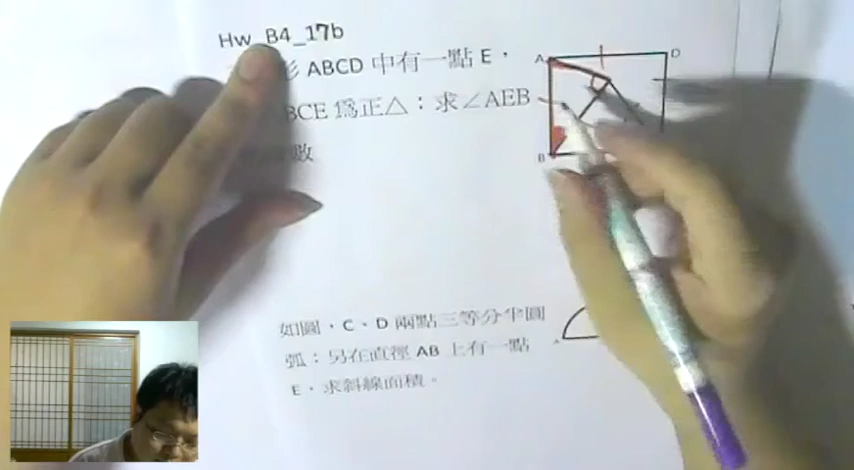 Hw_B4_17b
形 ABCD 中有一點 E，
BCE 為正△；求∠AEB
數
A
D
B
如圖，C、D 兩點三等分半圓
弧；另在直徑 AB 上有一點
E，求斜線面積。
A